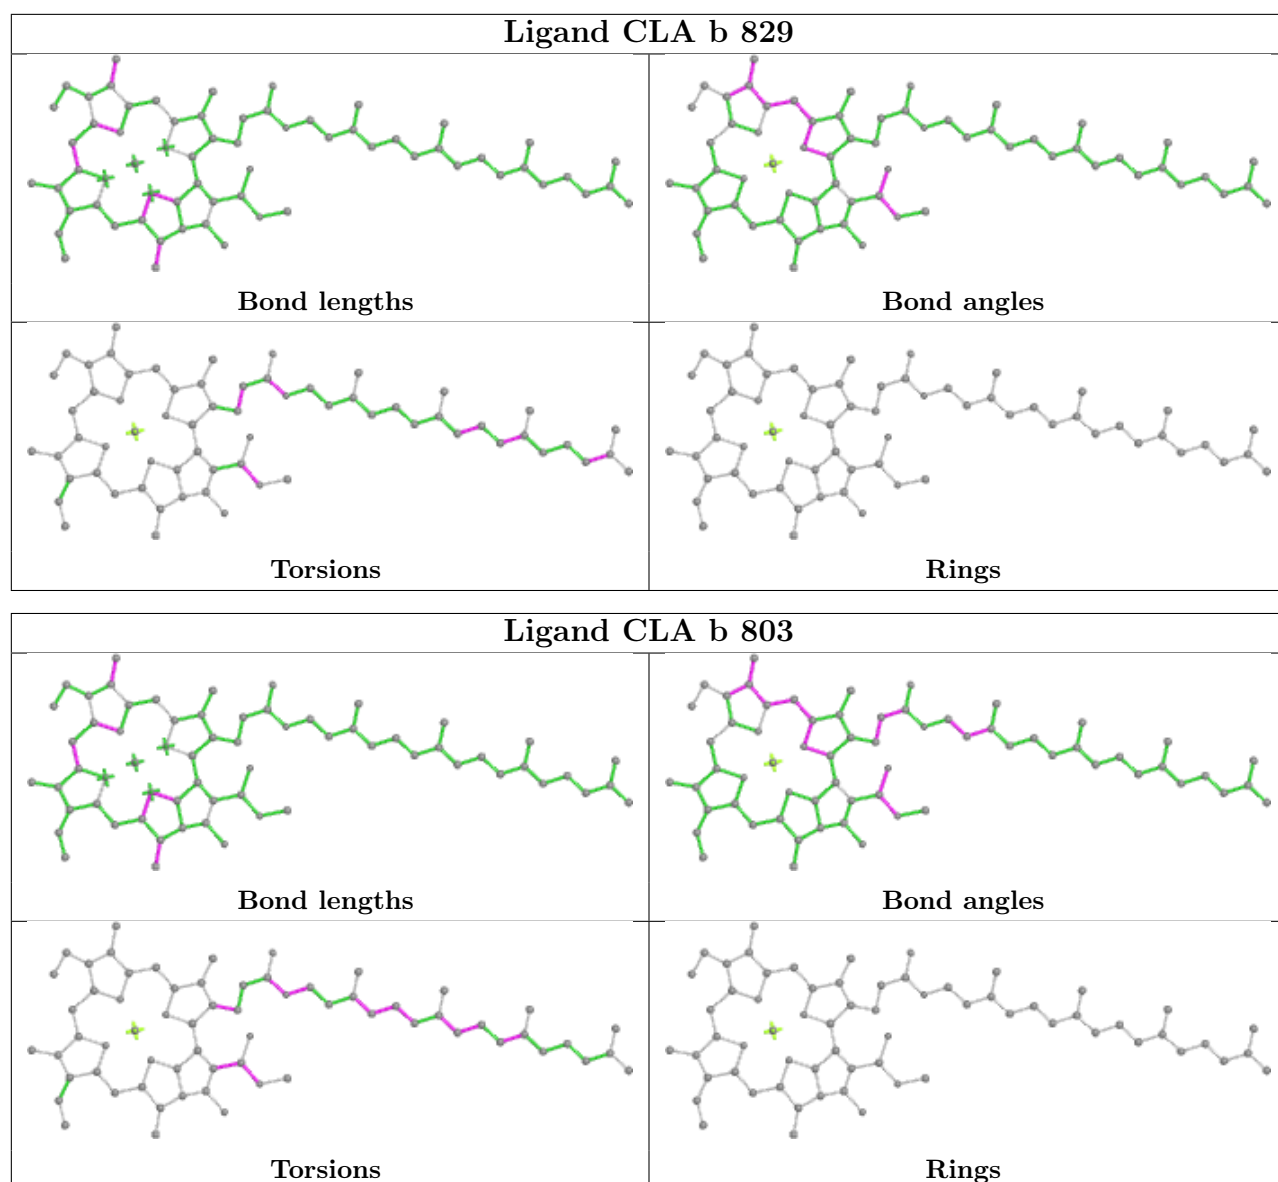 Ligand CLA b 829
Bond lengths
Bond angles
Torsions
Rings
Ligand CLA b 803
Bond lengths
Bond angles
Torsions
Rings